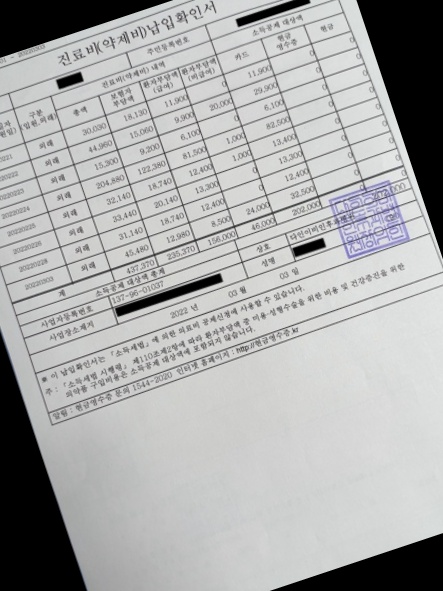 진료비(약제비)납입확인서
주민등록번호
진료비(약제비) 내역
소득공제 대상액
구분
총액
보험자
부담액
환자부담액
(급여)
환자부담액
(비급여)
카드
현금
영수증
현금
외래 30,030 18,130 11,900 0 11,900 0 0
외래 44,960 15,060 9,900 20,000 29,900 0 0
20220223 외래 15,300 9,200 6,100 0 6,100 0 0
20220224 외래 204,880 122,380 81,500 1,000 82,500 0 0
20220225 외래 32,140 18,740 12,400 1,000 13,400 0 0
20220226 외래 33,440 20,140 13,300 0 13,300 0 0
20220228 외래 31,140 18,740 12,400 0 12,400 0 0
20220303 외래 45,480 12,980 8,500 24,000 32,500 0
계 437,370 235,370 156,000 46,000 202,000
소득공제 대상액 총계
사업자등록번호 137-96-01037 상호
사업장소재지 성명
2022 년 03 월 03 일
※ 이 납입확인서는 「소득세법」에 의한 의료비 공제신청에 사용할 수 있습니다.
주 : 「소득세법 시행령」 제110조제2항에 따라 환자부담액 중 미용·성형수술을 위한 비용 및 건강증진을 위한
의약품 구입비용은 소득공제 대상액에 포함되지 않습니다.
알림 : 현금영수증 문의 1544-2020 인터넷 홈페이지 : http://현금영수증.kr